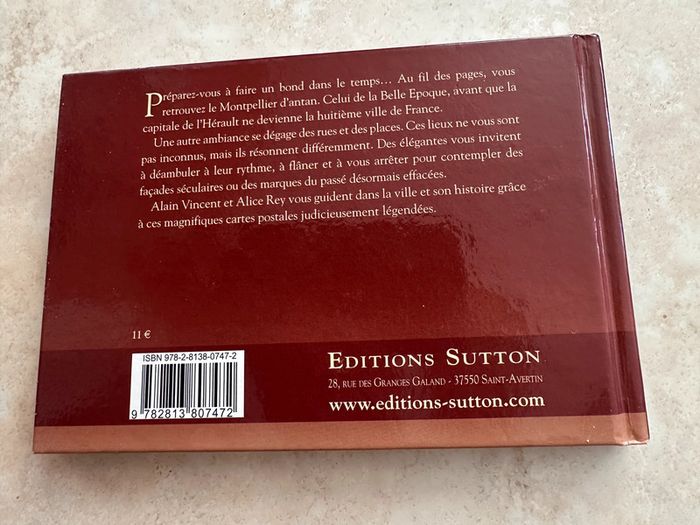 Préparez-vous à faire un bond dans le temps... Au fil des pages, vous
retrouvez le Montpellier d'antan. Celui de la Belle Epoque, avant que la
capitale de l'Hérault ne devienne la huitième ville de France.
Une autre ambiance se dégage des rues et des places. Ces lieux ne vous sont
pas inconnus, mais ils résonnent différemment. Des élégantes vous invitent
à déambuler à leur rythme, à flâner et à vous arrêter pour contempler des
façades séculaires ou des marques du passé désormais effacées.
Alain Vincent et Alice Rey vous guident dans la ville et son histoire grâce
à ces magnifiques cartes postales judicieusement légendées.
11 €
ISBN 978-2-8138-0747-2
9 782813 807472
EDITIONS SUTTON
28, RUE DES GRANGES GALAND - 37550 SAINT-AVERTIN
www.editions-sutton.com